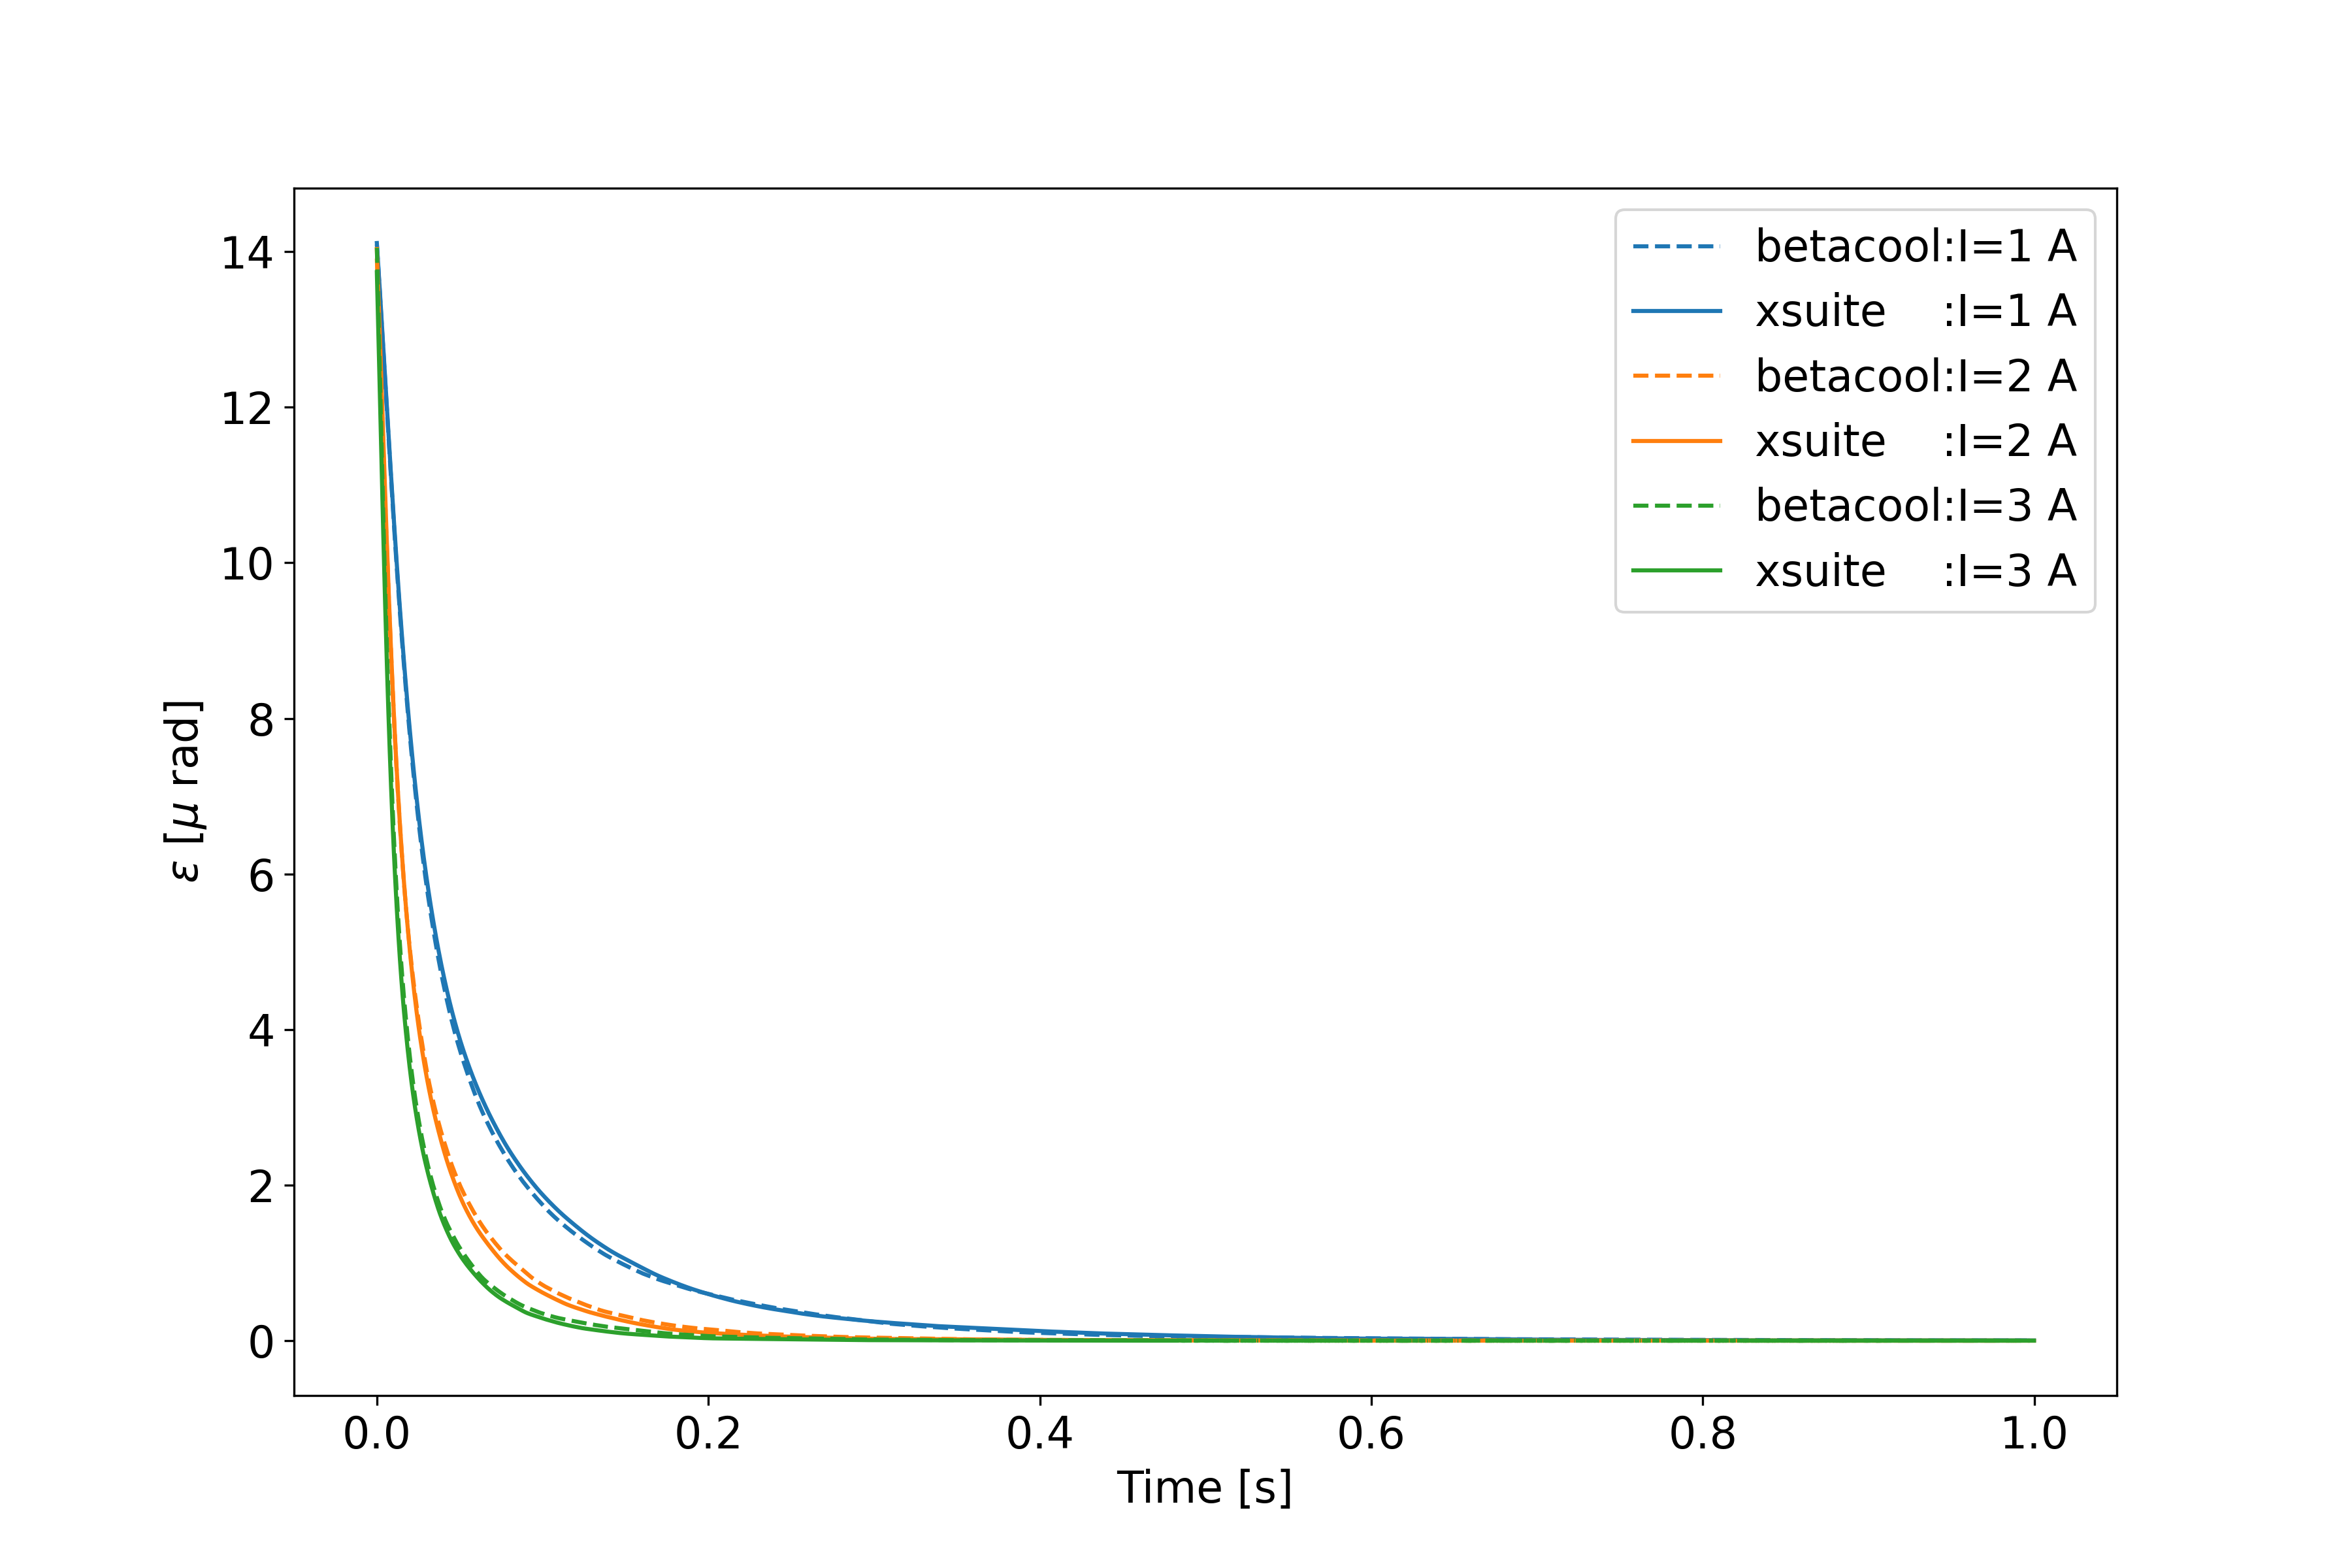 betacool:I=1 A
xsuite    :I=1 A
betacool:I=2 A
xsuite    :I=2 A
betacool:I=3 A
xsuite    :I=3 A
14
12
10
8
6
4
2
0
ε [μ rad]
0.0 0.2 0.4 0.6 0.8 1.0
Time [s]